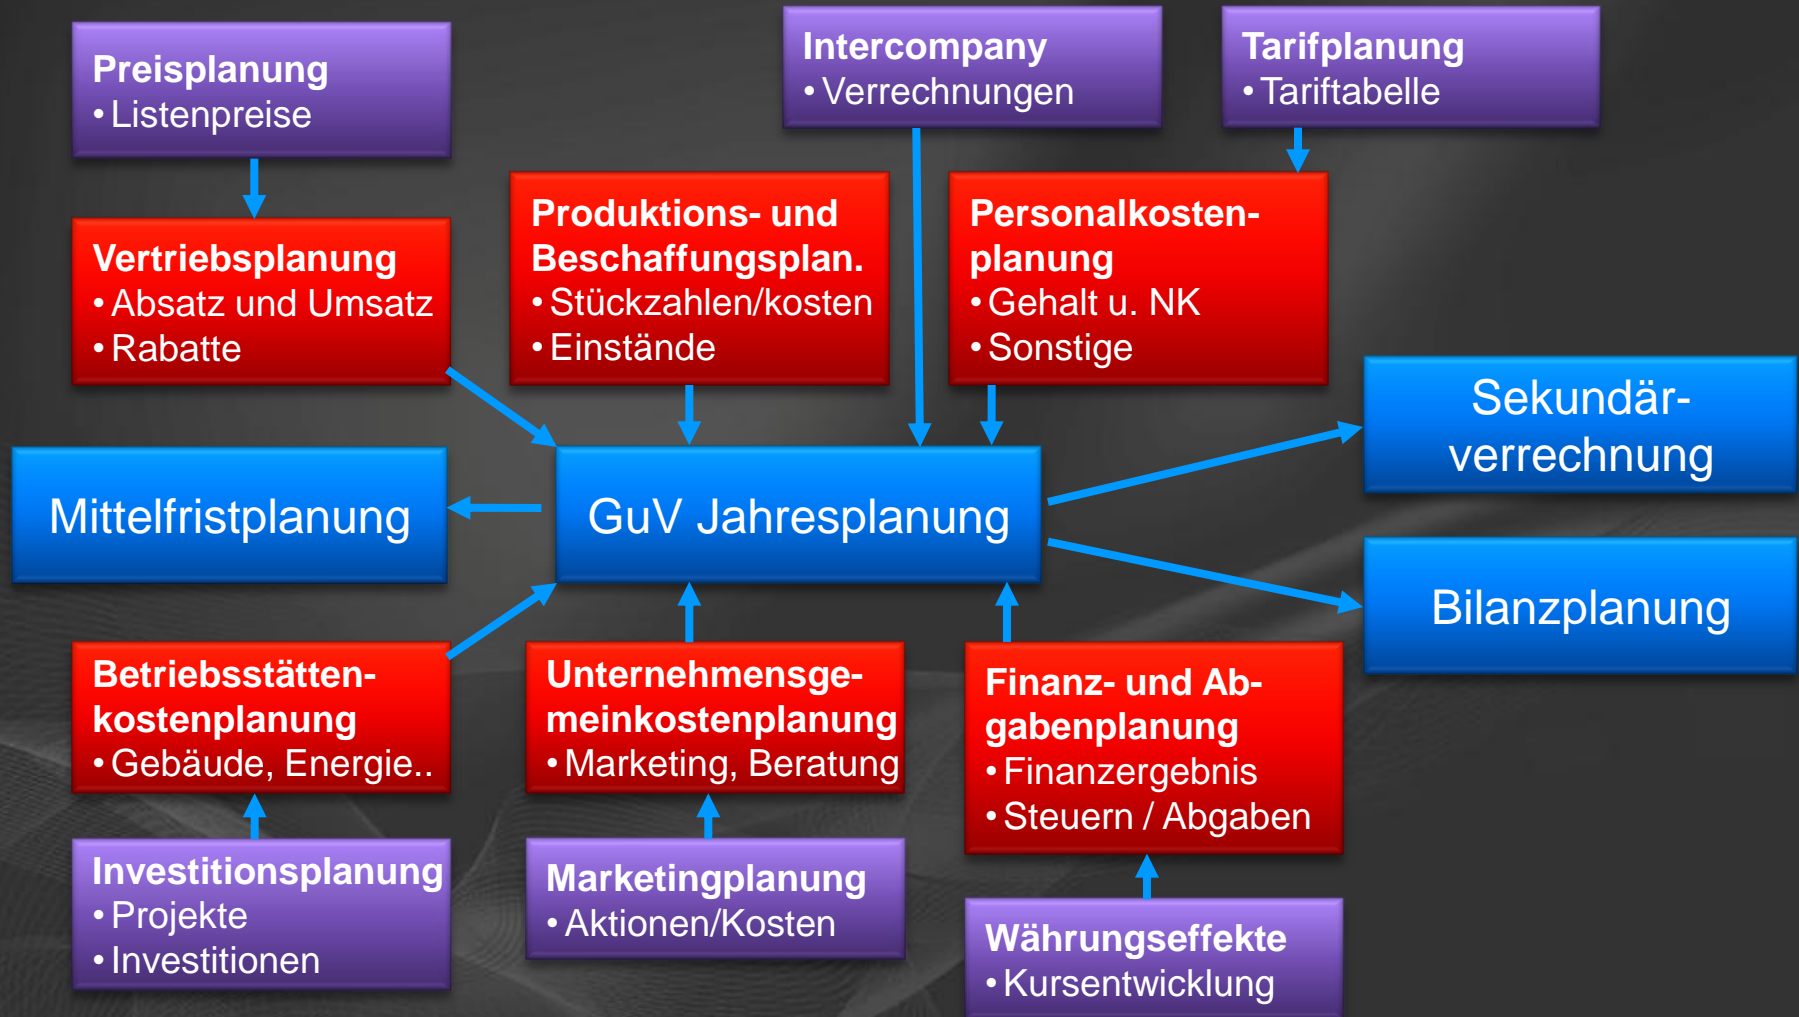 Preisplanung
• Listenpreise
Intercompany
• Verrechnungen
Tarifplanung
• Tariftabelle
Vertriebsplanung
• Absatz und Umsatz
• Rabatte
Produktions- und
Beschaffungsplan.
• Stückzahlen/kosten
• Einstände
Personalkosten-
planung
• Gehalt u. NK
• Sonstige
Sekundär-
verrechnung
Mittelfristplanung
GuV Jahresplanung
Bilanzplanung
Betriebsstätten-
kostenplanung
• Gebäude, Energie..
Unternehmensge-
meinkostenplanung
• Marketing, Beratung
Finanz- und Ab-
gabenplanung
• Finanzergebnis
• Steuern / Abgaben
Investitionsplanung
• Projekte
• Investitionen
Marketingplanung
• Aktionen/Kosten
Währungseffekte
• Kursentwicklung